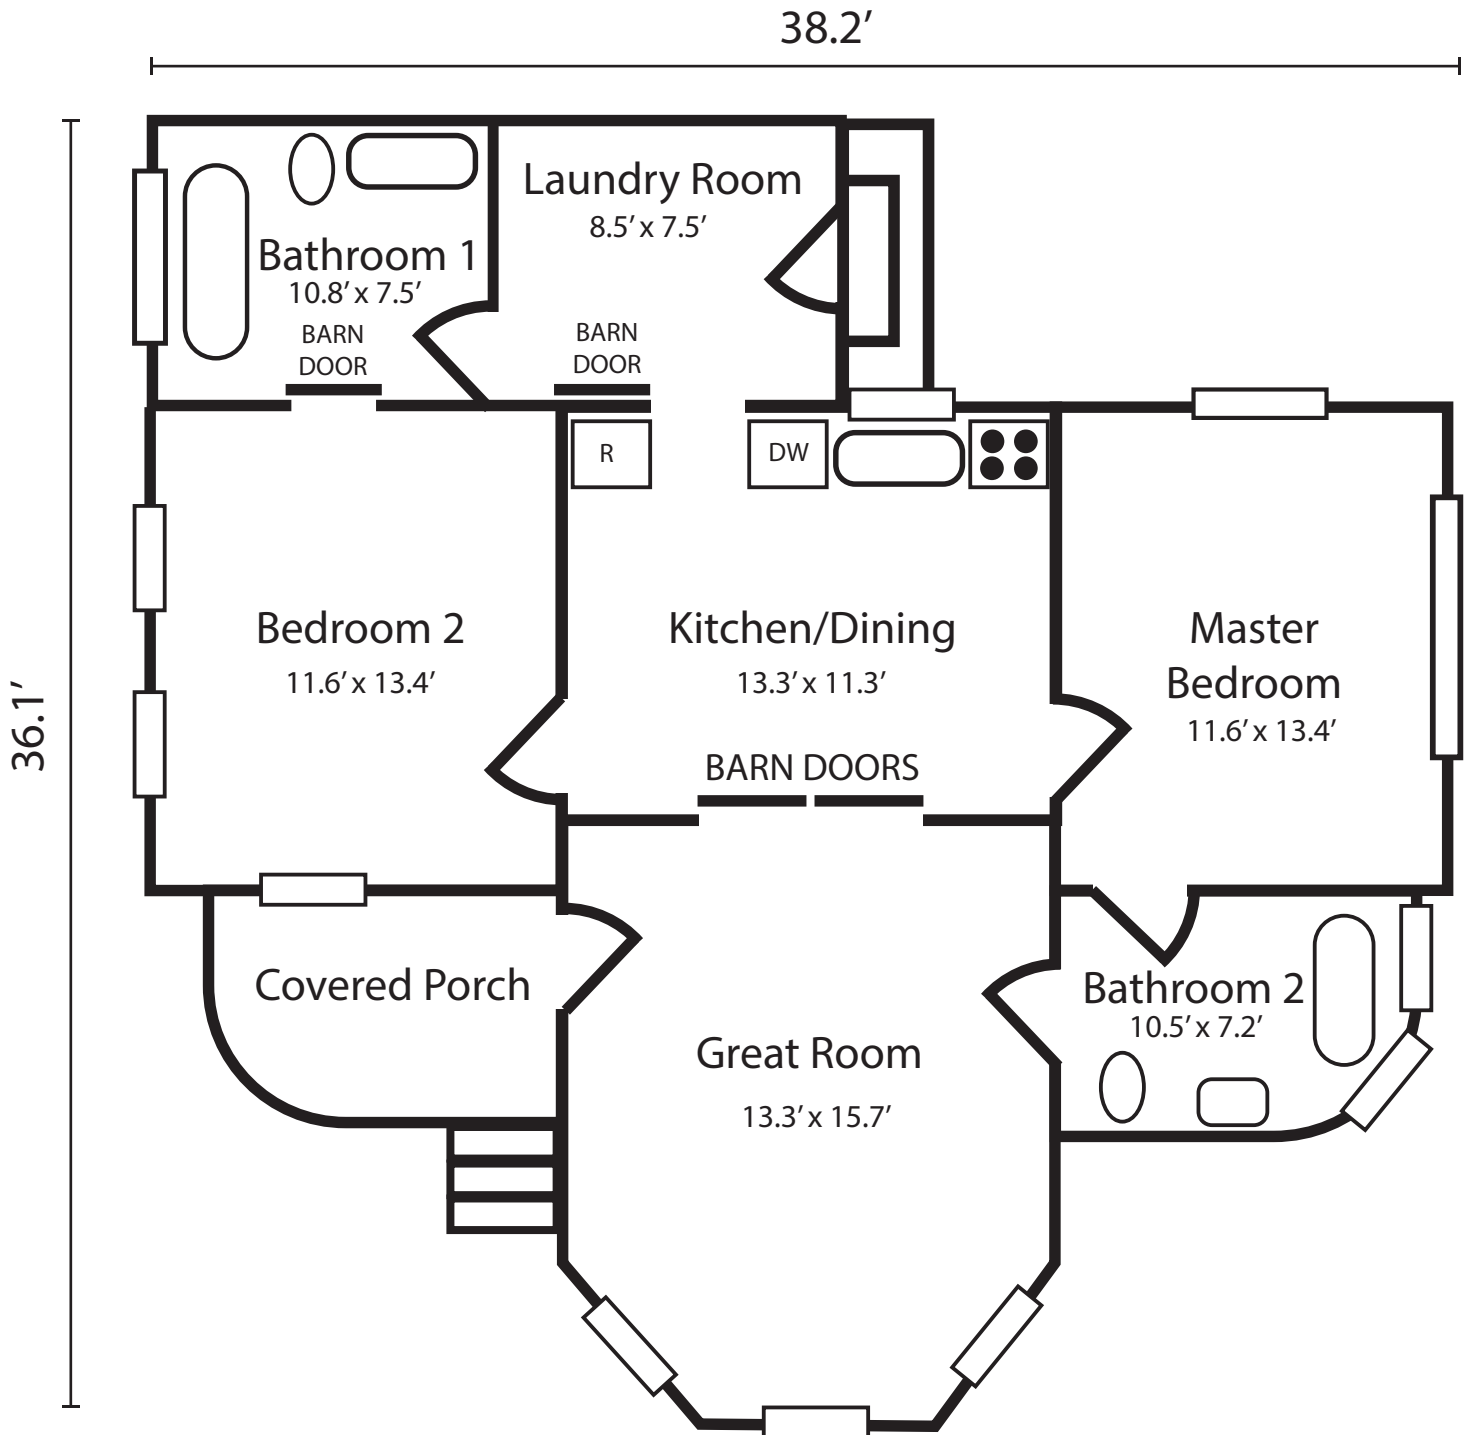 38.2’
36.1’
Laundry Room
8.5’ x 7.5’
Bathroom 1
10.8’ x 7.5’
BARN
DOOR
BARN
DOOR
R
DW
Bedroom 2
11.6’ x 13.4’
Kitchen/Dining
13.3’ x 11.3’
Master
Bedroom
11.6’ x 13.4’
BARN DOORS
Covered Porch
Bathroom 2
10.5’ x 7.2’
Great Room
13.3’ x 15.7’